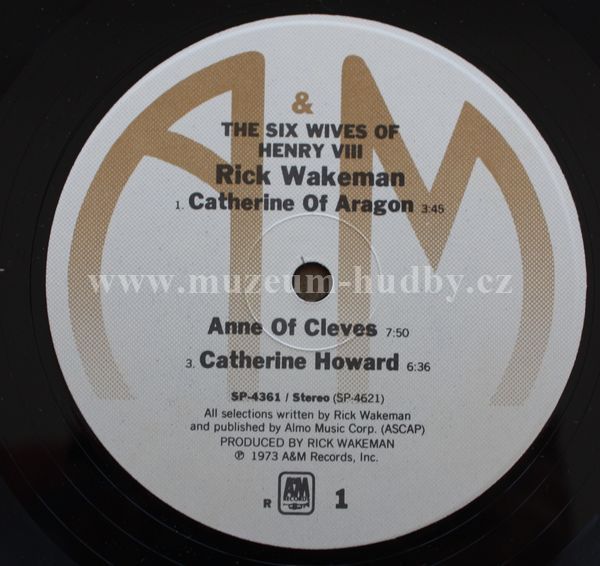 A&M
THE SIX WIVES OF
HENRY VIII
Rick Wakeman
1. Catherine Of Aragon 3:45
www.muzeum-hudby.cz
Anne Of Cleves 7:50
3. Catherine Howard 6:36
SP-4361 / Stereo (SP-4621)
All selections written by Rick Wakeman
and published by Almo Music Corp. (ASCAP)
PRODUCED BY RICK WAKEMAN
℗ 1973 A&M Records, Inc.
R A&M RECORDS 1